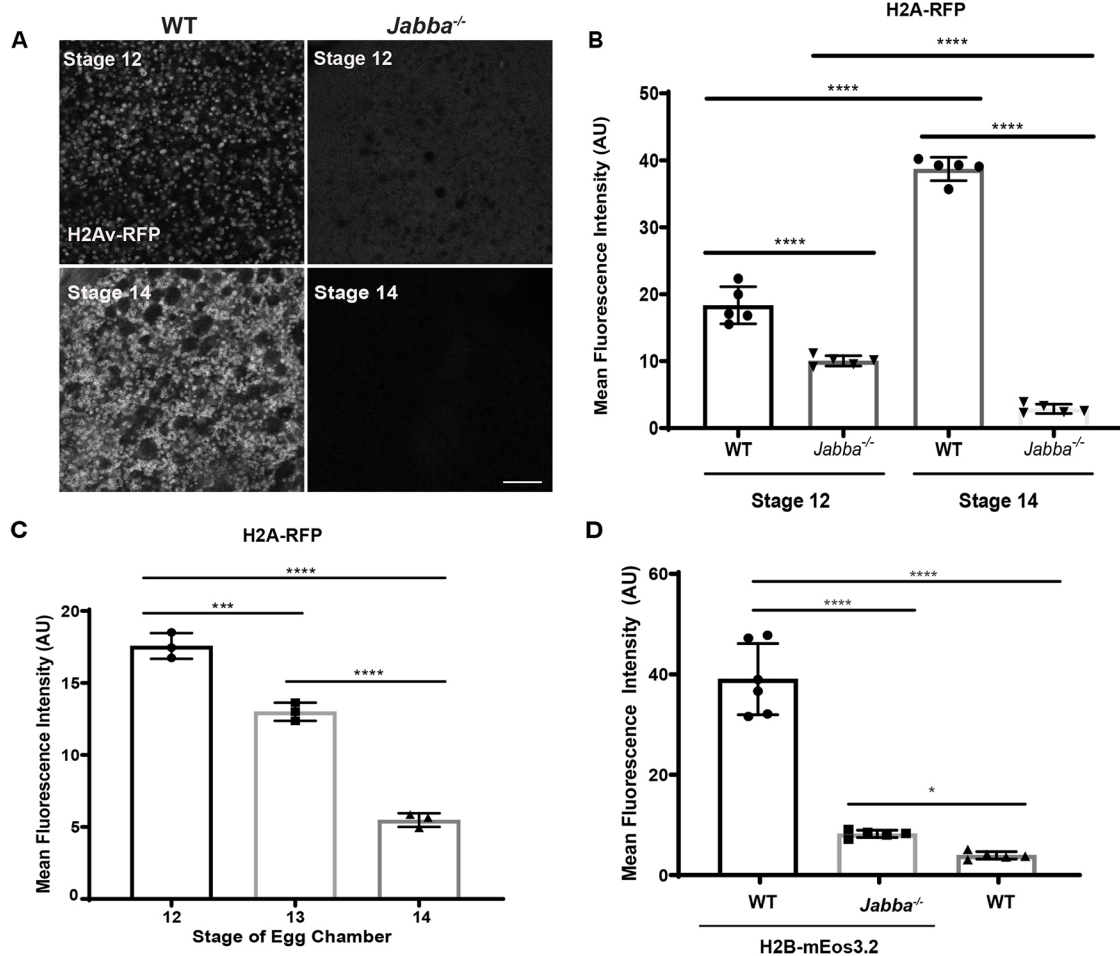 A
WT
Jabba-/-
Stage 12
Stage 12
H2Av-RFP
Stage 14
Stage 14
B
H2A-RFP
****
****
****
****
Mean Fluorescence Intensity (AU)
50
40
30
20
10
0
WT
Jabba-/-
WT
Jabba-/-
Stage 12
Stage 14
C
H2A-RFP
****
***
****
Mean Fluorescence Intensity (AU)
20
15
10
5
0
12
13
14
Stage of Egg Chamber
D
****
****
*
Mean Fluorescence Intensity (AU)
60
40
20
0
WT
Jabba-/-
WT
H2B-mEos3.2